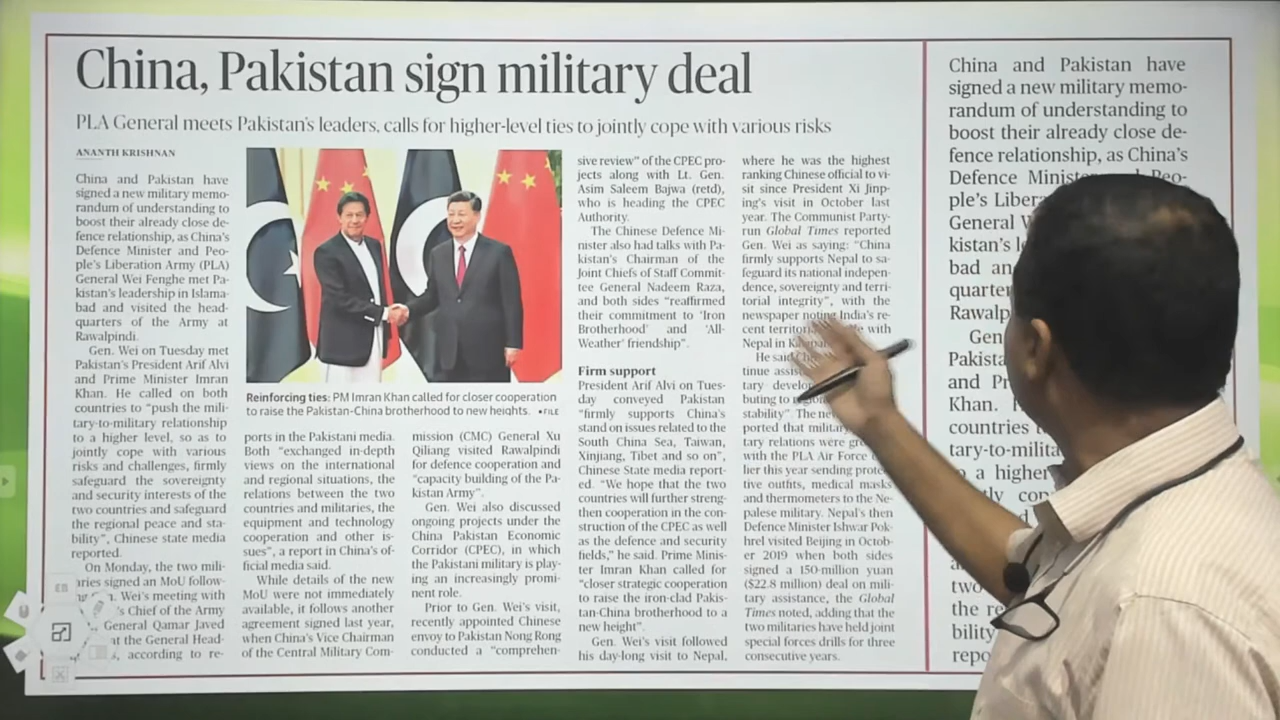 China, Pakistan sign military deal
PLA General meets Pakistan's leaders, calls for higher-level ties to jointly cope with various risks
ANANTH KRISHNAN
China and Pakistan have
signed a new military memo-
randum of understanding to
boost their already close de-
fence relationship, as China's
Defence Minister and Peo-
ple's Liberation Army (PLA)
General Wei Fenghe met Pa-
kistan's leadership in Islama-
bad and visited the head-
quarters of the Army at
Rawalpindi.
Gen. Wei on Tuesday met
Pakistan's President Arif Alvi
and Prime Minister Imran
Khan. He called on both
countries to "push the mili-
tary-to-military relationship
to a higher level, so as to
jointly cope with various
risks and challenges, firmly
safeguard the sovereignty
and security interests of the
two countries and safeguard
the regional peace and sta-
bility", Chinese state media
reported.
On Monday, the two mili-
aries signed an MoU follow-
Wei's meeting with
's Chief of the Army
General Qamar Javed
at the General Head-
, according to re-
Reinforcing ties: PM Imran Khan called for closer cooperation
to raise the Pakistan-China brotherhood to new heights. •FILE
ports in the Pakistani media.
Both "exchanged in-depth
views on the international
and regional situations, the
relations between the two
countries and militaries, the
equipment and technology
cooperation and other is-
sues", a report in China's of-
ficial media said.
While details of the new
MoU were not immediately
available, it follows another
agreement signed last year,
when China's Vice Chairman
of the Central Military Com-
mission (CMC) General Xu
Qiliang visited Rawalpindi
for defence cooperation and
"capacity building of the Pa-
kistan Army".
Gen. Wei also discussed
ongoing projects under the
China Pakistan Economic
Corridor (CPEC), in which
the Pakistani military is play-
ing an increasingly promi-
nent role.
Prior to Gen. Wei's visit,
recently appointed Chinese
envoy to Pakistan Nong Rong
conducted a "comprehen-
sive review" of the CPEC pro-
jects along with Lt. Gen.
Asim Saleem Bajwa (retd),
who is heading the CPEC
Authority.
The Chinese Defence Mi-
nister also had talks with Pa-
kistan's Chairman of the
Joint Chiefs of Staff Commit-
tee General Nadeem Raza,
and both sides "reaffirmed
their commitment to 'Iron
Brotherhood' and 'All-
Weather' friendship".
Firm support
President Arif Alvi on Tues-
day conveyed Pakistan
"firmly supports China's
stand on issues related to the
South China Sea, Taiwan,
Xinjiang, Tibet and so on",
Chinese State media report-
ed. "We hope that the two
countries will further streng-
then cooperation in the con-
struction of the CPEC as well
as the defence and security
fields," he said. Prime Minis-
ter Imran Khan called for
"closer strategic cooperation
to raise the iron-clad Pakis-
tan-China brotherhood to a
new height".
Gen. Wei's visit followed
his day-long visit to Nepal,
where he was the highest
ranking Chinese official to vi-
sit since President Xi Jinp-
ing's visit in October last
year. The Communist Party-
run Global Times reported
Gen. Wei as saying: "China
firmly supports Nepal to sa-
feguard its national indepen-
dence, sovereignty and terri-
torial integrity", with the
newspaper noting India's re-
cent territor with
Nepal in
He said
tinue assis
tary develo
buting to
stability". The ne
ported that militar
tary relations were gr
with the PLA Air Force
lier this year sending protec
tive outfits, medical masks
and thermometers to the Ne-
palese military. Nepal's then
Defence Minister Ishwar Pok-
hrel visited Beijing in Octob-
er 2019 when both sides
signed a 150-million yuan
($22.8 million) deal on mili-
tary assistance, the Global
Times noted, adding that the
two militaries have held joint
special forces drills for three
consecutive years.
China and Pakistan have
signed a new military memo-
randum of understanding to
boost their already close de-
fence relationship, as China's
Defence Minister and Peo-
ple's Libera
General W
kistan's le
bad an
quarter
Rawalp
Gen
Pakista
and Pr
Khan.
countries
tary-to-milita
a higher
tly cop
two
the re
bility
repo